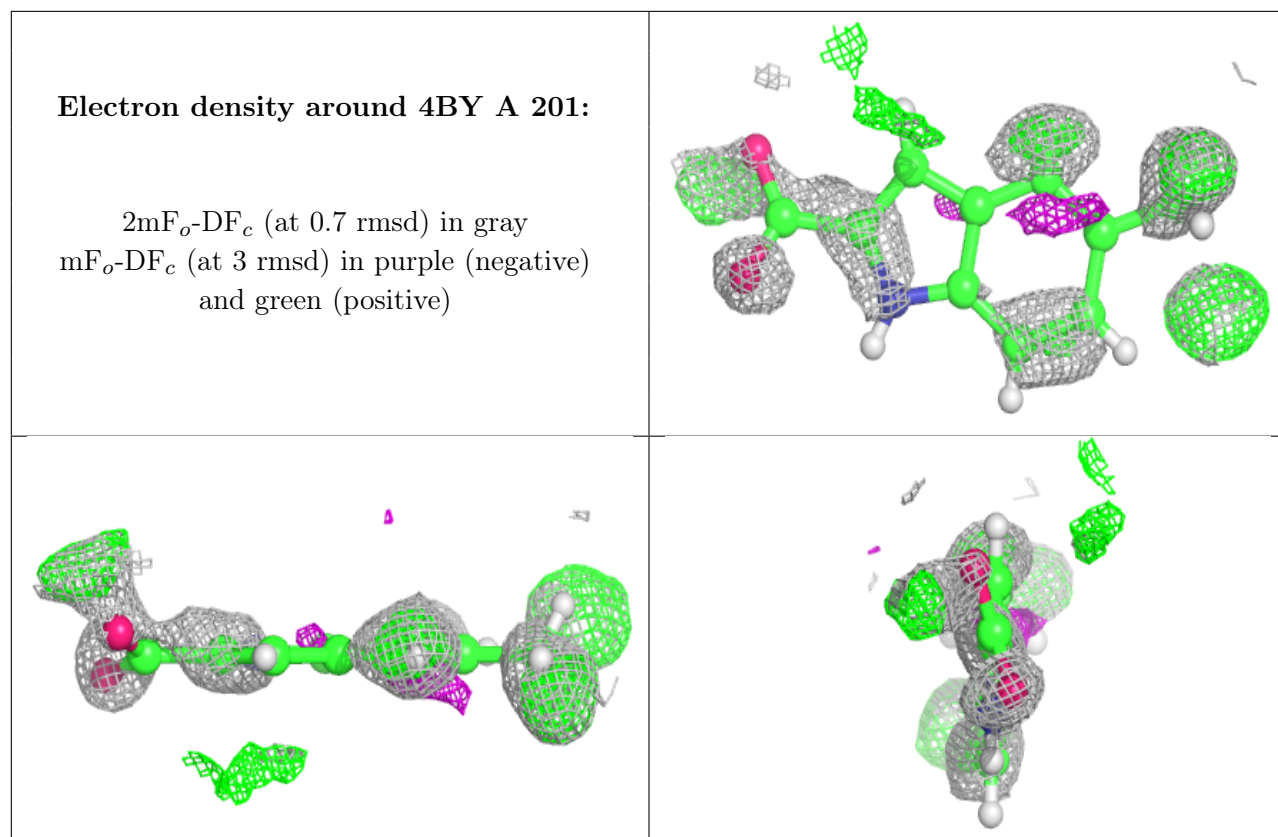 Electron density around 4BY A 201:
2mFo-DFc (at 0.7 rmsd) in gray
mFo-DFc (at 3 rmsd) in purple (negative)
and green (positive)